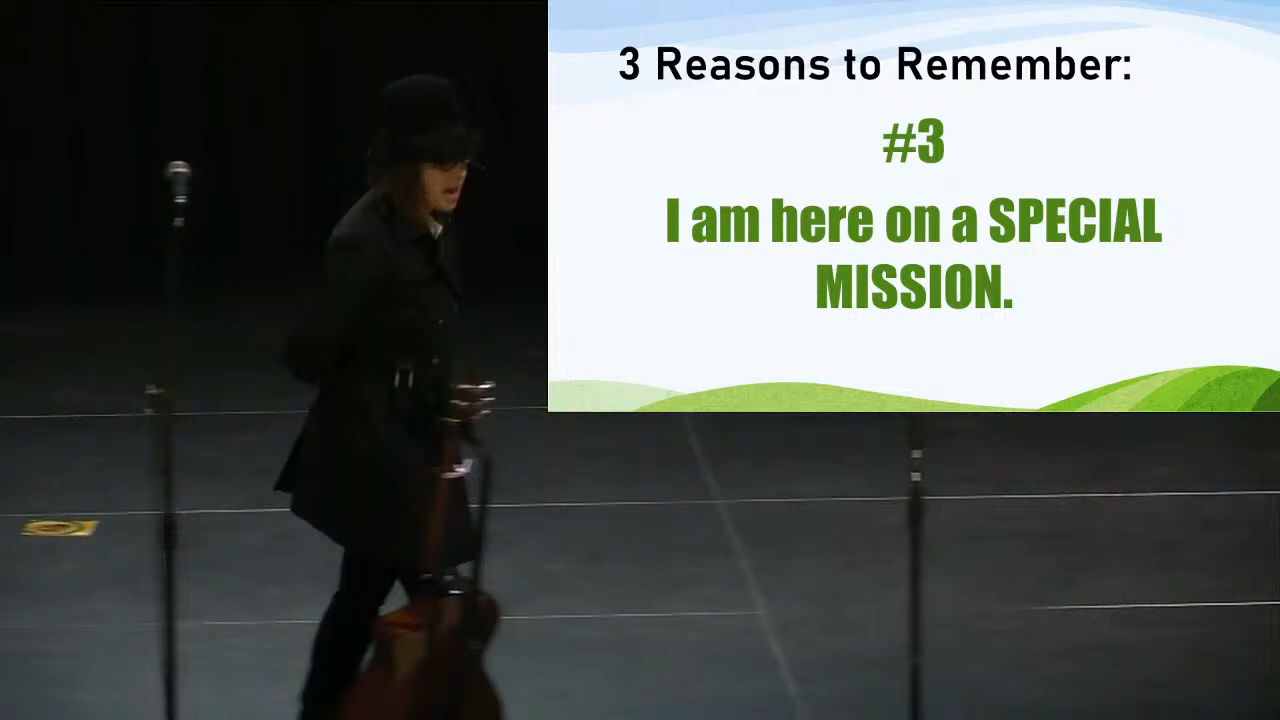 3 Reasons to Remember:
#3
I am here on a SPECIAL
MISSION.